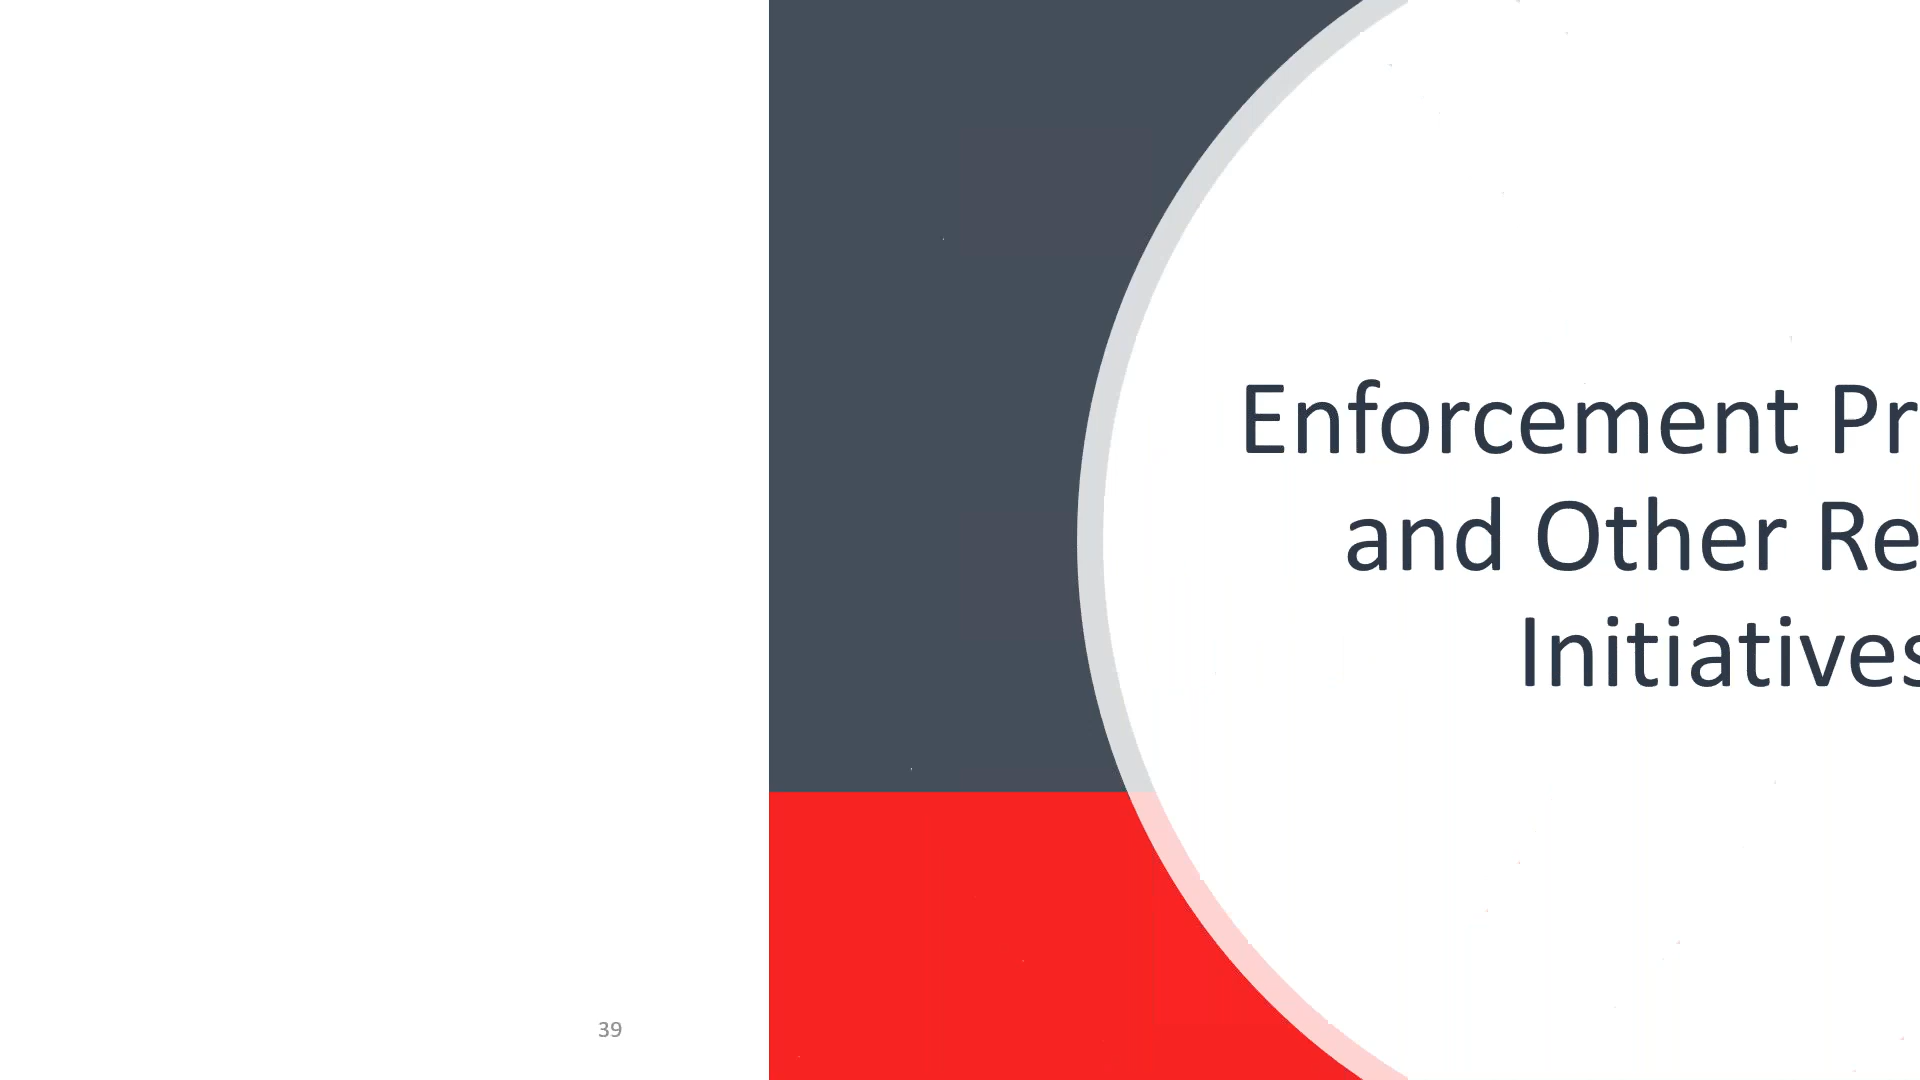 Enforcement Pr
and Other Re
Initiatives
39